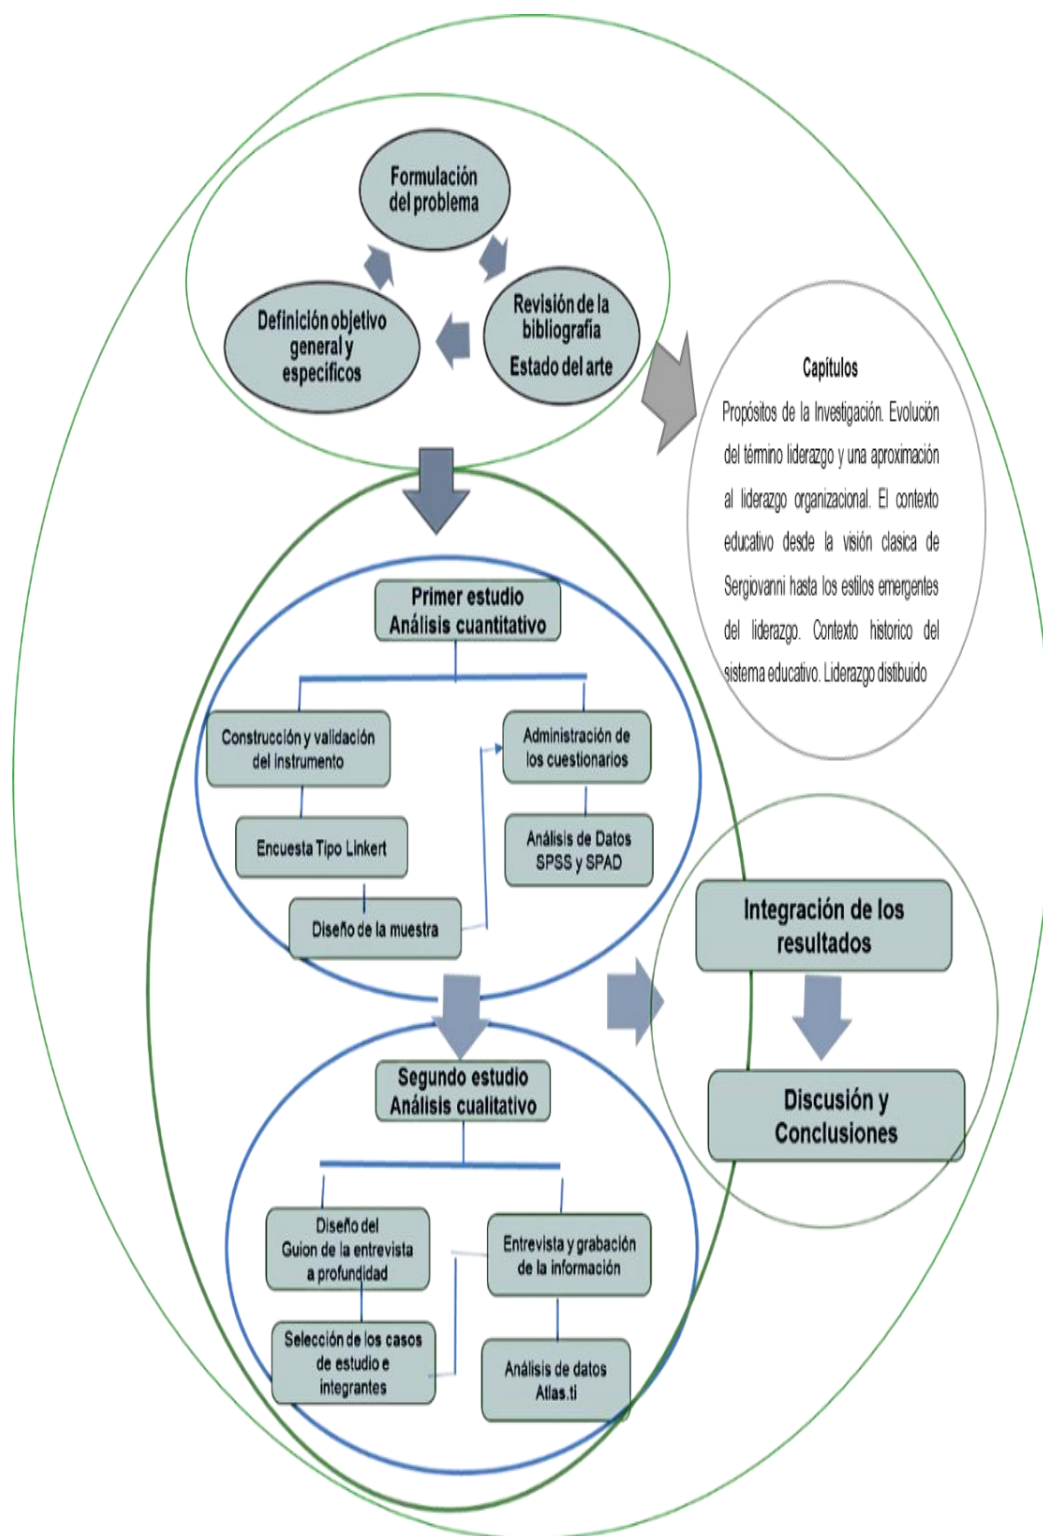 Formulación
del problema
Definición objetivo
general y
específicos
Revisión de la
bibliografía
Estado del arte
Capítulos
Propósitos de la Investigación. Evolución
del término liderazgo y una aproximación
al liderazgo organizacional. El contexto
educativo desde la visión clasica de
Sergiovanni hasta los estilos emergentes
del liderazgo. Contexto historico del
sistema educativo. Liderazgo distibuido
Primer estudio
Análisis cuantitativo
Construcción y validación
del instrumento
Encuesta Tipo Linkert
Diseño de la muestra
Administración de
los cuestionarios
Análisis de Datos
SPSS y SPAD
Integración de los
resultados
Discusión y
Conclusiones
Segundo estudio
Análisis cualitativo
Diseño del
Guion de la entrevista
a profundidad
Selección de los casos
de estudio e
integrantes
Entrevista y grabación
de la información
Análisis de datos
Atlas.ti